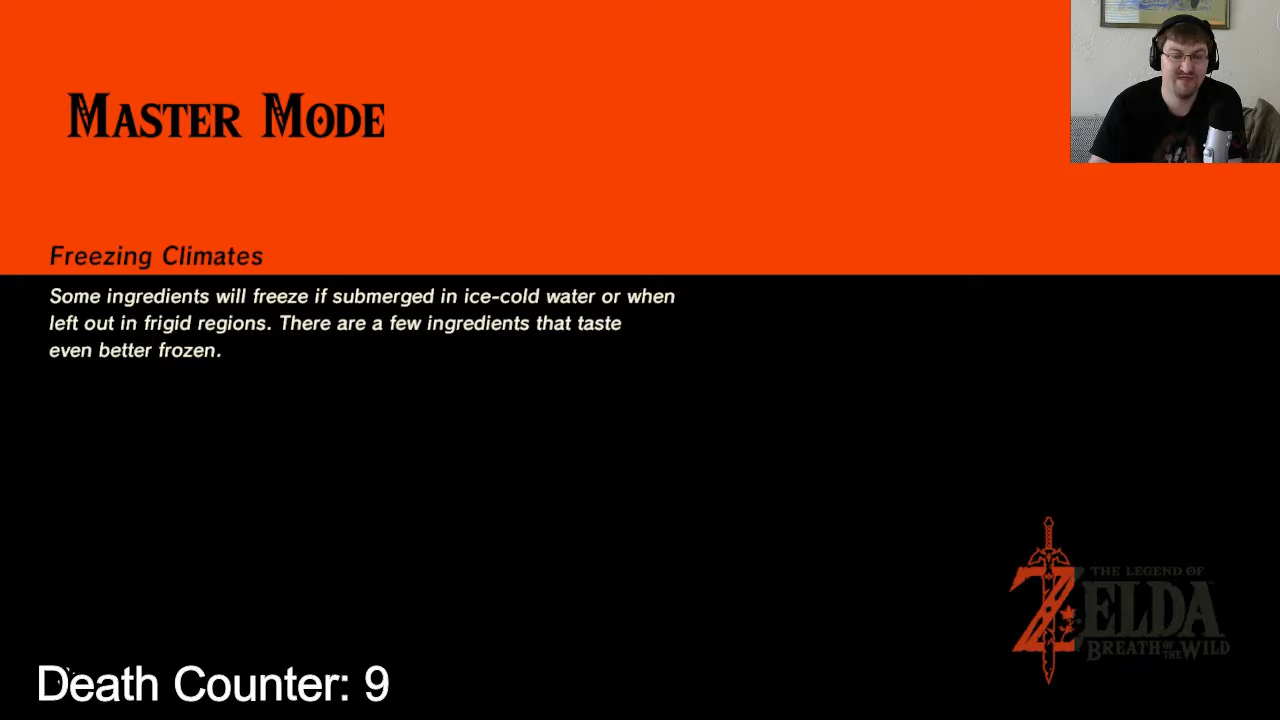 MASTER MODE
Freezing Climates
Some ingredients will freeze if submerged in ice-cold water or when
left out in frigid regions. There are a few ingredients that taste
even better frozen.
THE LEGEND OF
ZELDA
BREATH OF THE WILD
Death Counter: 9